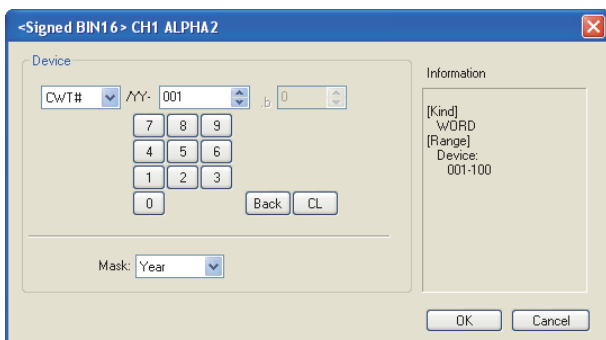 <Signed BIN16> CH1 ALPHA2
Device
CWT# /YY- 001 .b 0
7 8 9
4 5 6
1 2 3
0 Back CL
Mask: Year
Information
[Kind]
WORD
[Range]
Device:
001-100
OK Cancel